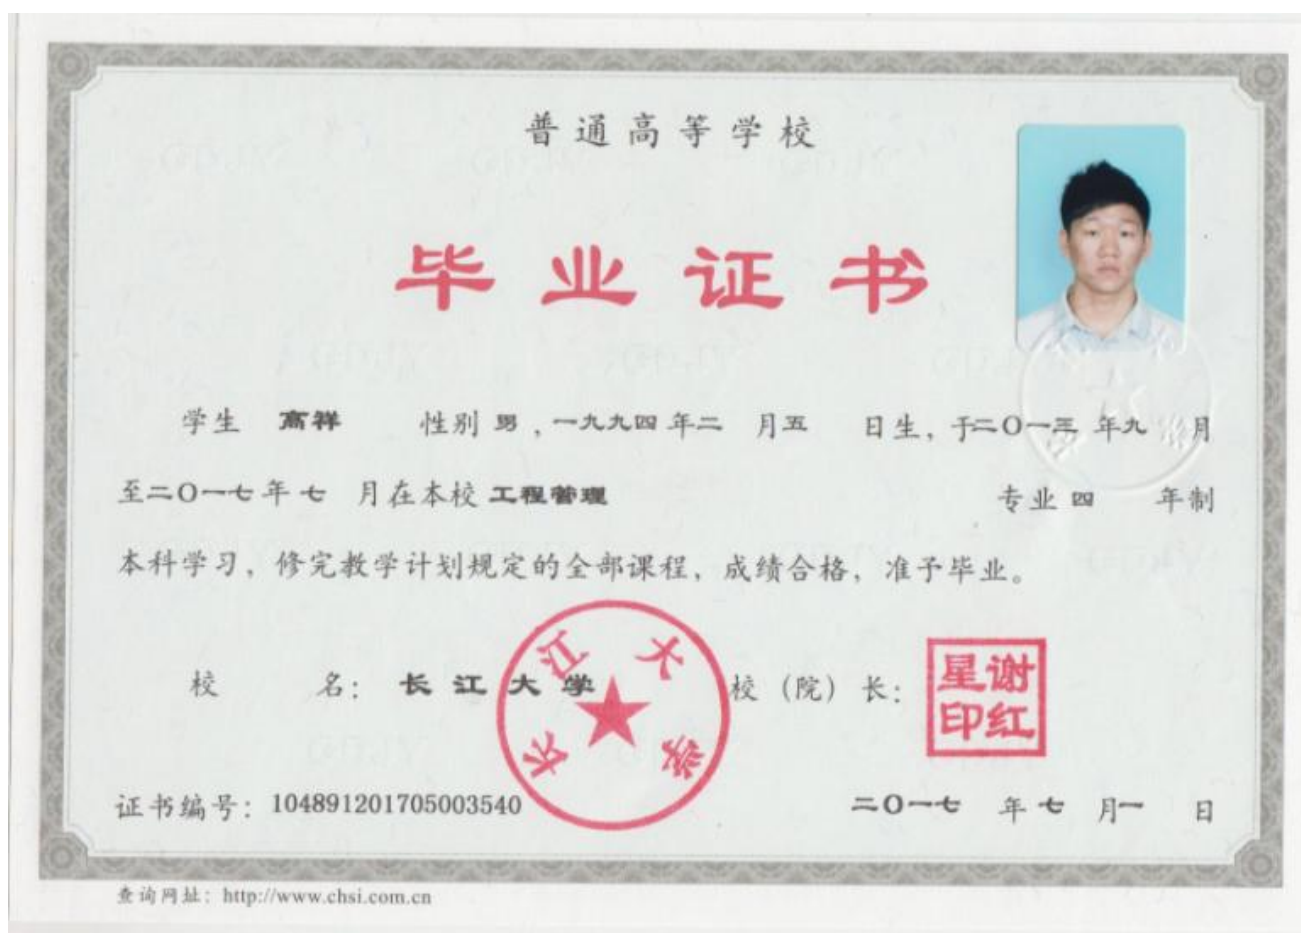 普通高等学校
毕业证书
学生 高祥 性别 男，一九九四年二 月五 日生，于二〇一三 年九 月
至二〇一七年七 月在本校 工程管理 专业 四 年制
本科学习，修完教学计划规定的全部课程，成绩合格，准予毕业。
校 名：长江大学 校（院）长：
长江大学
谢红星印
证书编号：104891201705003540 二〇一七 年七 月一 日
查询网址：http://www.chsi.com.cn